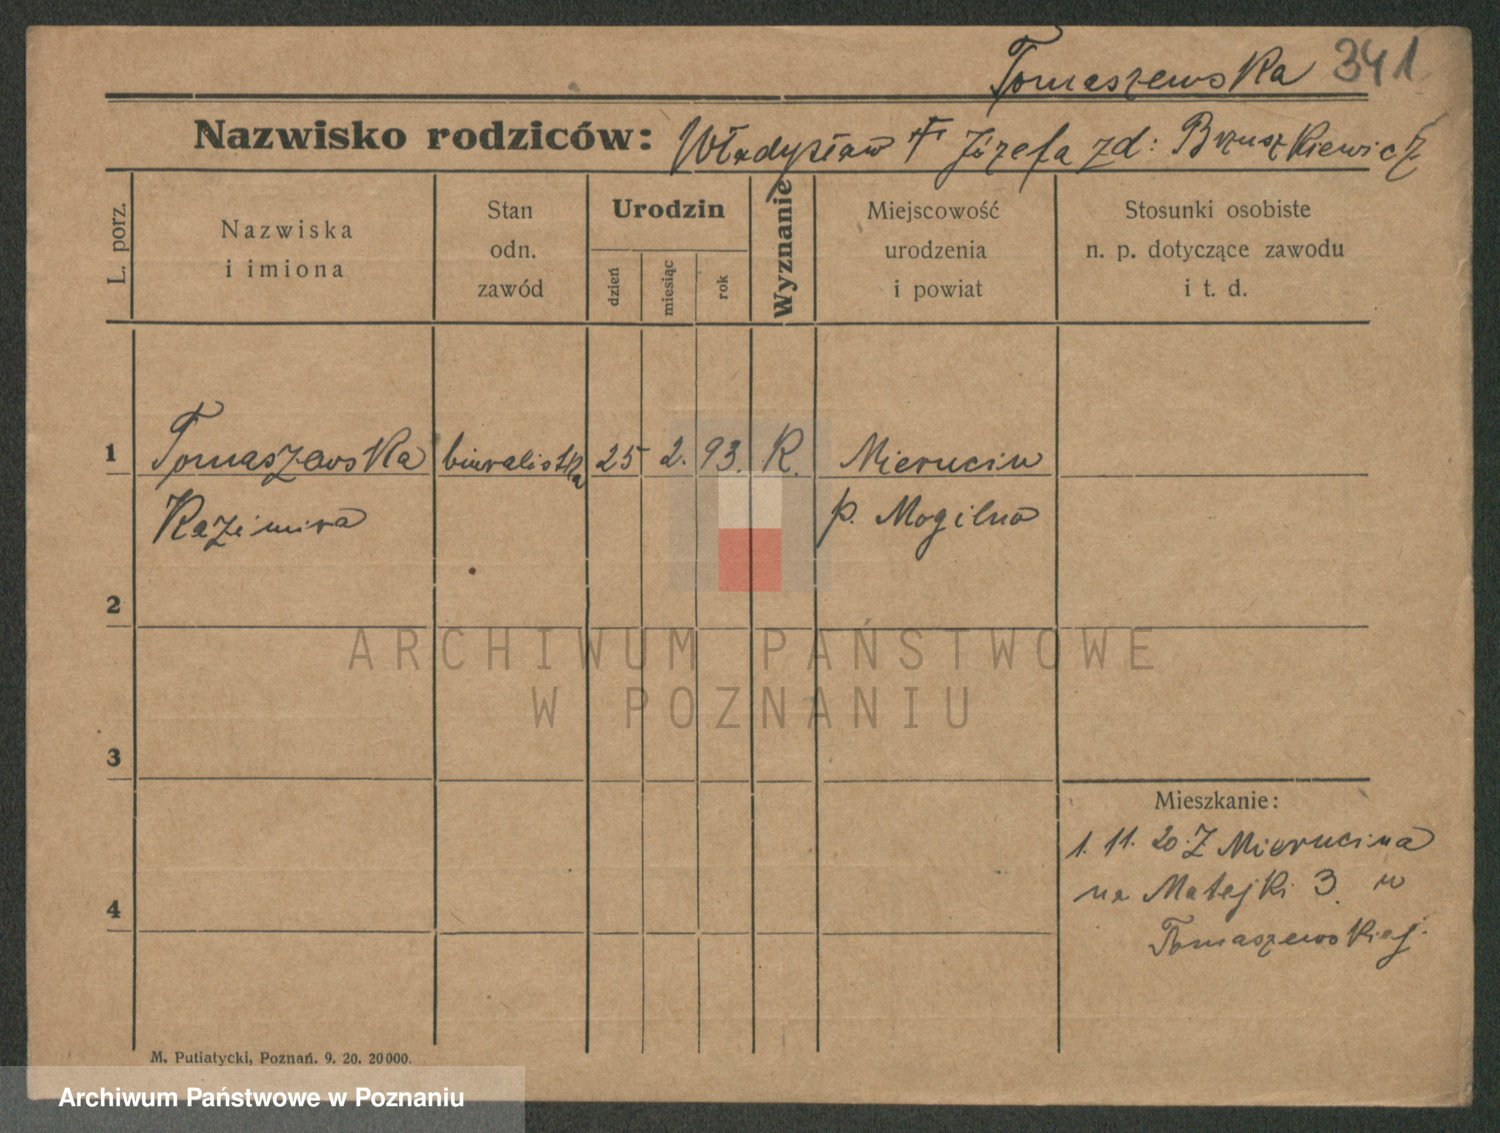 Tomaszewska 341
Nazwisko rodziców: Władysław Józefa zd: Bruszkiewicz
L. porz.
Nazwiska
i imiona
Stan
odn.
zawód
Urodzin
dzień
miesiąc
rok
Wyznanie
Miejscowość
urodzenia
i powiat
Stosunki osobiste
n. p. dotyczące zawodu
i t. d.
1 Tomaszewska biuralistka 25 2. 93. K. Mierucin
Kazimira p. Mogilno
2
3
4
Mieszkanie:
1. 11. 20. Z Mierucina
na Matejki 3. u
Tomaszewskiej.
M. Putiatycki, Poznań. 9. 20. 20000.
ARCHIWUM PAŃSTWOWE
W POZNANIU
Archiwum Państwowe w Poznaniu